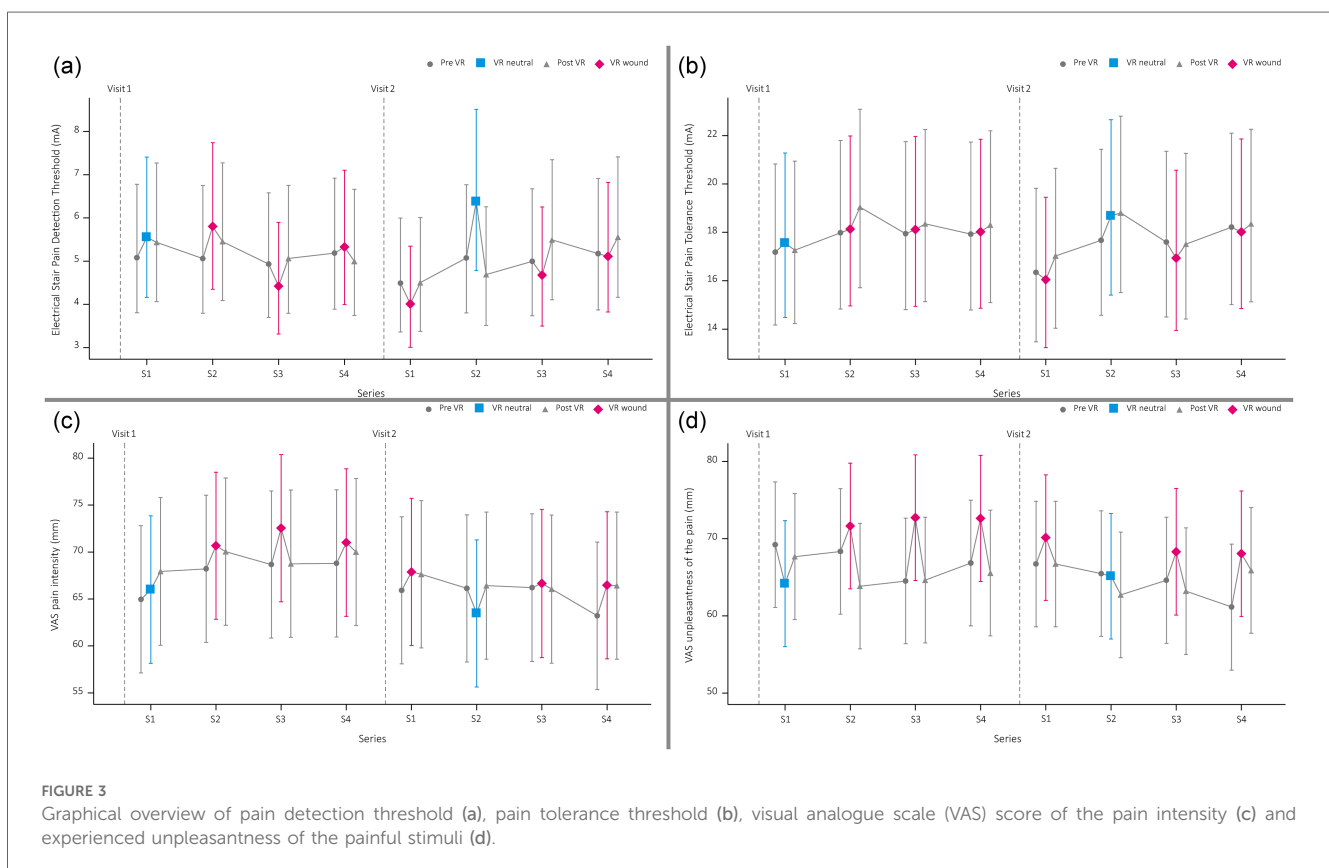 (a)
Pre VR VR neutral Post VR VR wound
Visit 1
Visit 2
Electrical Stair Pain Detection Threshold (mA)
8
7
6
5
4
3
S1 S2 S3 S4 S1 S2 S3 S4
Series
(b)
Pre VR VR neutral Post VR VR wound
Visit 1
Visit 2
Electrical Stair Pain Tolerance Threshold (mA)
22
20
18
16
14
S1 S2 S3 S4 S1 S2 S3 S4
Series
(c)
Pre VR VR neutral Post VR VR wound
Visit 1
Visit 2
VAS pain intensity (mm)
80
75
70
65
60
55
S1 S2 S3 S4 S1 S2 S3 S4
Series
(d)
Pre VR VR neutral Post VR VR wound
Visit 1
Visit 2
VAS unpleasantness of the pain (mm)
80
70
60
50
S1 S2 S3 S4 S1 S2 S3 S4
Series
FIGURE 3
Graphical overview of pain detection threshold (a), pain tolerance threshold (b), visual analogue scale (VAS) score of the pain intensity (c) and
experienced unpleasantness of the painful stimuli (d).